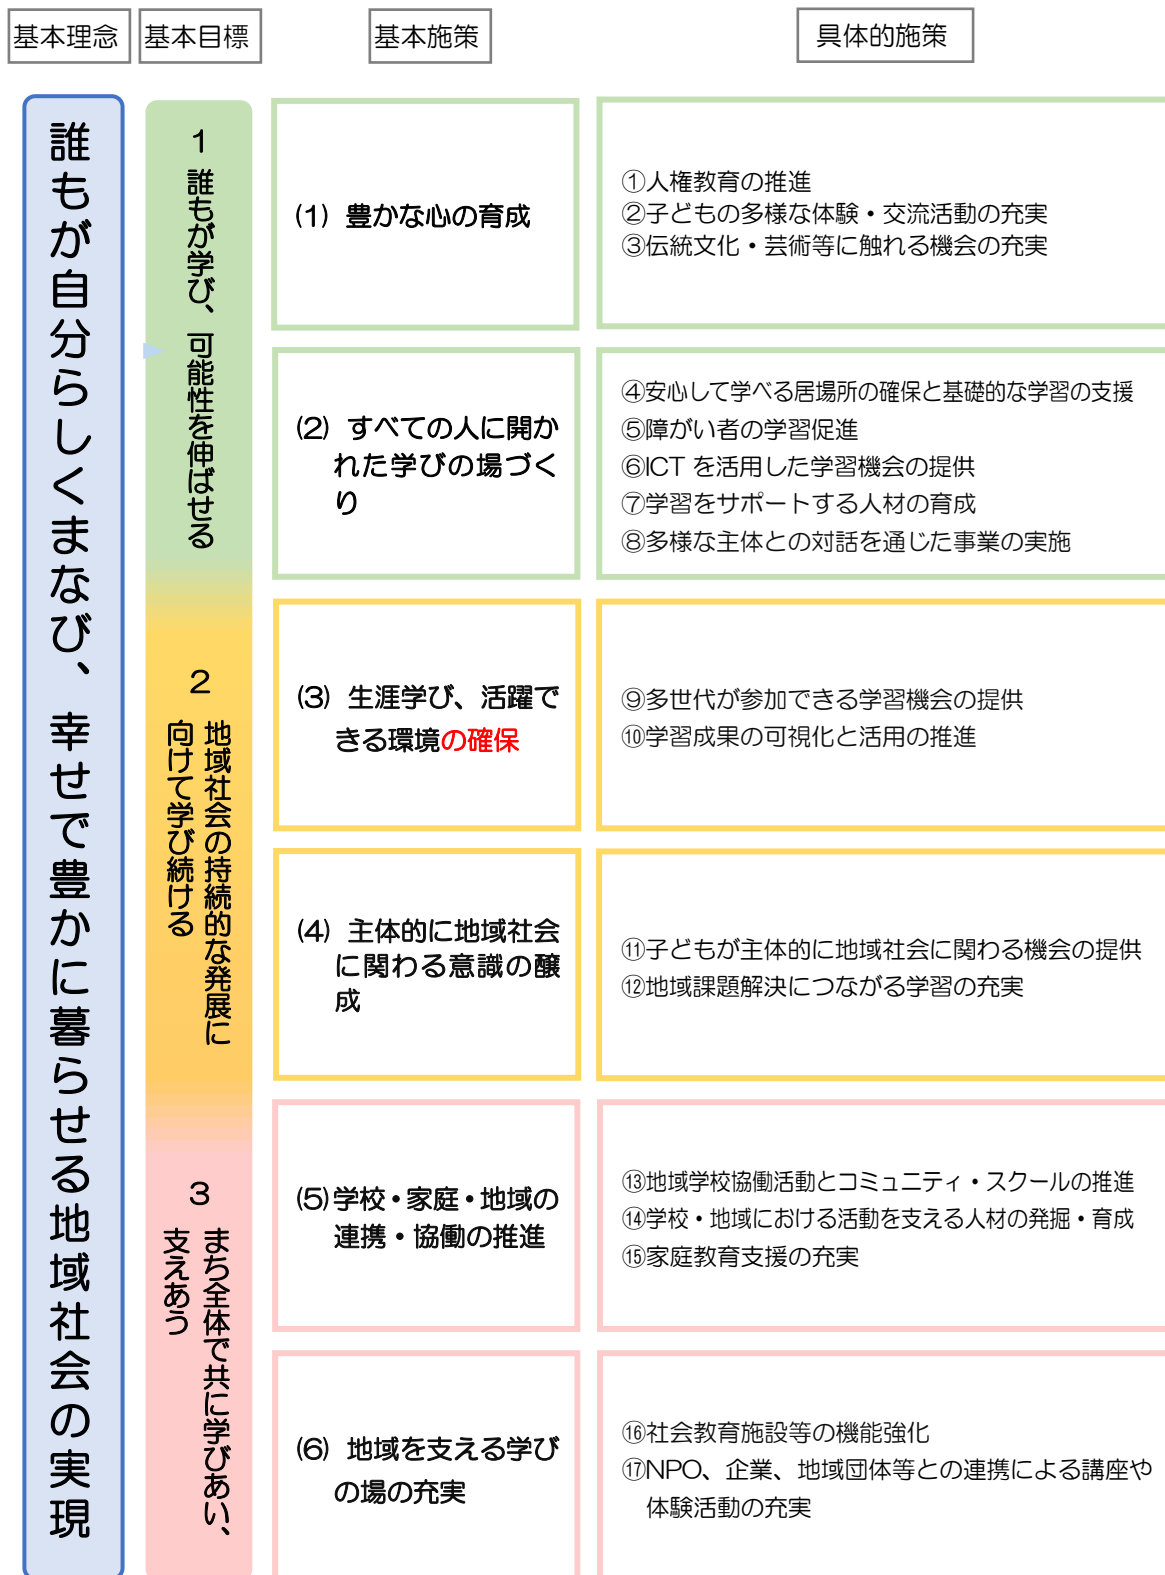 基本理念
基本目標
基本施策
具体的施策
誰もが自分らしくまなび、幸せで豊かに暮らせる地域社会の実現
1 誰もが学び、可能性を伸ばせる
(1) 豊かな心の育成
①人権教育の推進
②子どもの多様な体験・交流活動の充実
③伝統文化・芸術等に触れる機会の充実
(2) すべての人に開か
れた学びの場づく
り
④安心して学べる居場所の確保と基礎的な学習の支援
⑤障がい者の学習促進
⑥ICT を活用した学習機会の提供
⑦学習をサポートする人材の育成
⑧多様な主体との対話を通じた事業の実施
2
地域社会の持続的な発展に
向けて学び続ける
(3) 生涯学び、活躍で
きる環境の確保
⑨多世代が参加できる学習機会の提供
⑩学習成果の可視化と活用の推進
(4) 主体的に地域社会
に関わる意識の醸
成
⑪子どもが主体的に地域社会に関わる機会の提供
⑫地域課題解決につながる学習の充実
3
まち全体で共に学びあい、
支えあう
(5)学校・家庭・地域の
連携・協働の推進
⑬地域学校協働活動とコミュニティ・スクールの推進
⑭学校・地域における活動を支える人材の発掘・育成
⑮家庭教育支援の充実
(6) 地域を支える学び
の場の充実
⑯社会教育施設等の機能強化
⑰NPO、企業、地域団体等との連携による講座や
体験活動の充実